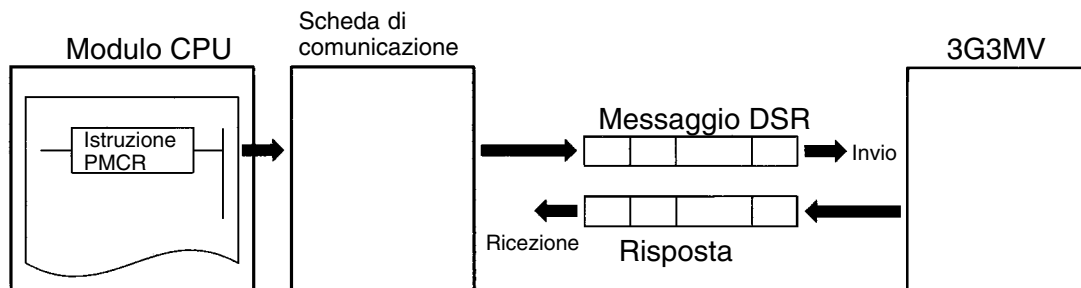 Modulo CPU
Istruzione
PMCR
Scheda di
comunicazione
Messaggio DSR
Invio
Ricezione
Risposta
3G3MV